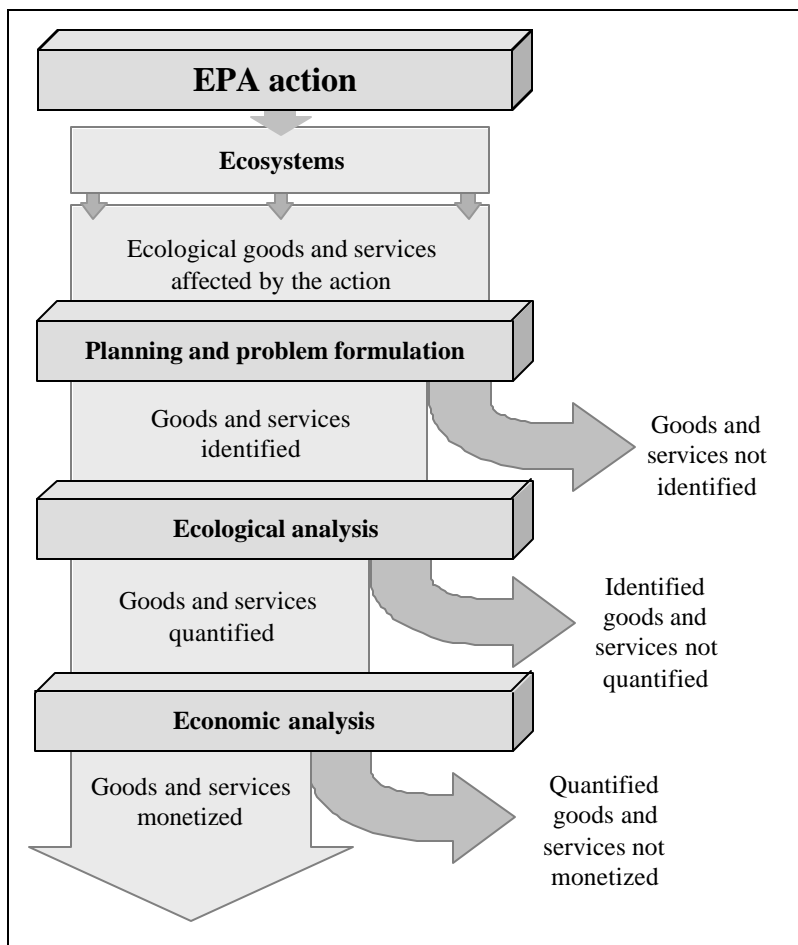 EPA action
Ecosystems
Ecological goods and services
affected by the action
Planning and problem formulation
Goods and services
identified
Goods and
services not
identified
Ecological analysis
Goods and services
quantified
Identified
goods and
services not
quantified
Economic analysis
Goods and services
monetized
Quantified
goods and
services not
monetized